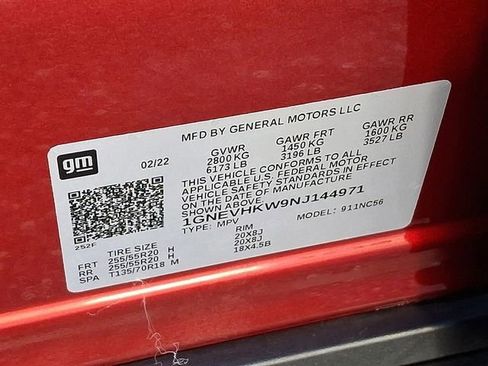 gm
MFD BY GENERAL MOTORS LLC
02/22
GVWR GAWR FRT GAWR RR
2800 KG 1450 KG 1600 KG
6173 LB 3196 LB 3527 LB
THIS VEHICLE CONFORMS TO ALL
APPLICABLE U.S. FEDERAL MOTOR
VEHICLE SAFETY STANDARDS IN EFFECT
ON THE DATE OF MANUFACTURE
SHOWN ABOVE.
1GNEVHKW9NJ144971
TYPE: MPV MODEL: 911NC56
252F
TIRE SIZE RIM
FRT 255/55R20 H 20X8J
RR 255/55R20 H 20X8J
SPA T135/70R18 M 18X4.5B